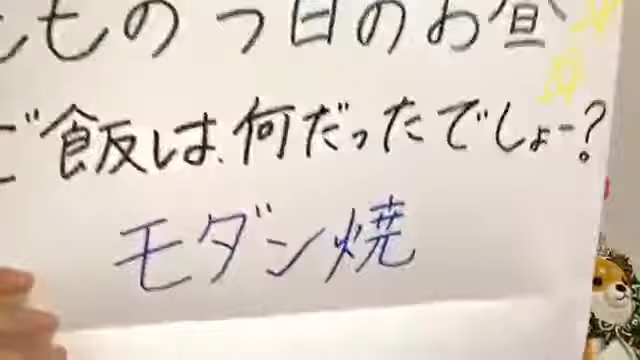 もの今日のお昼
ご飯は、何だったでしょー?
モダン焼